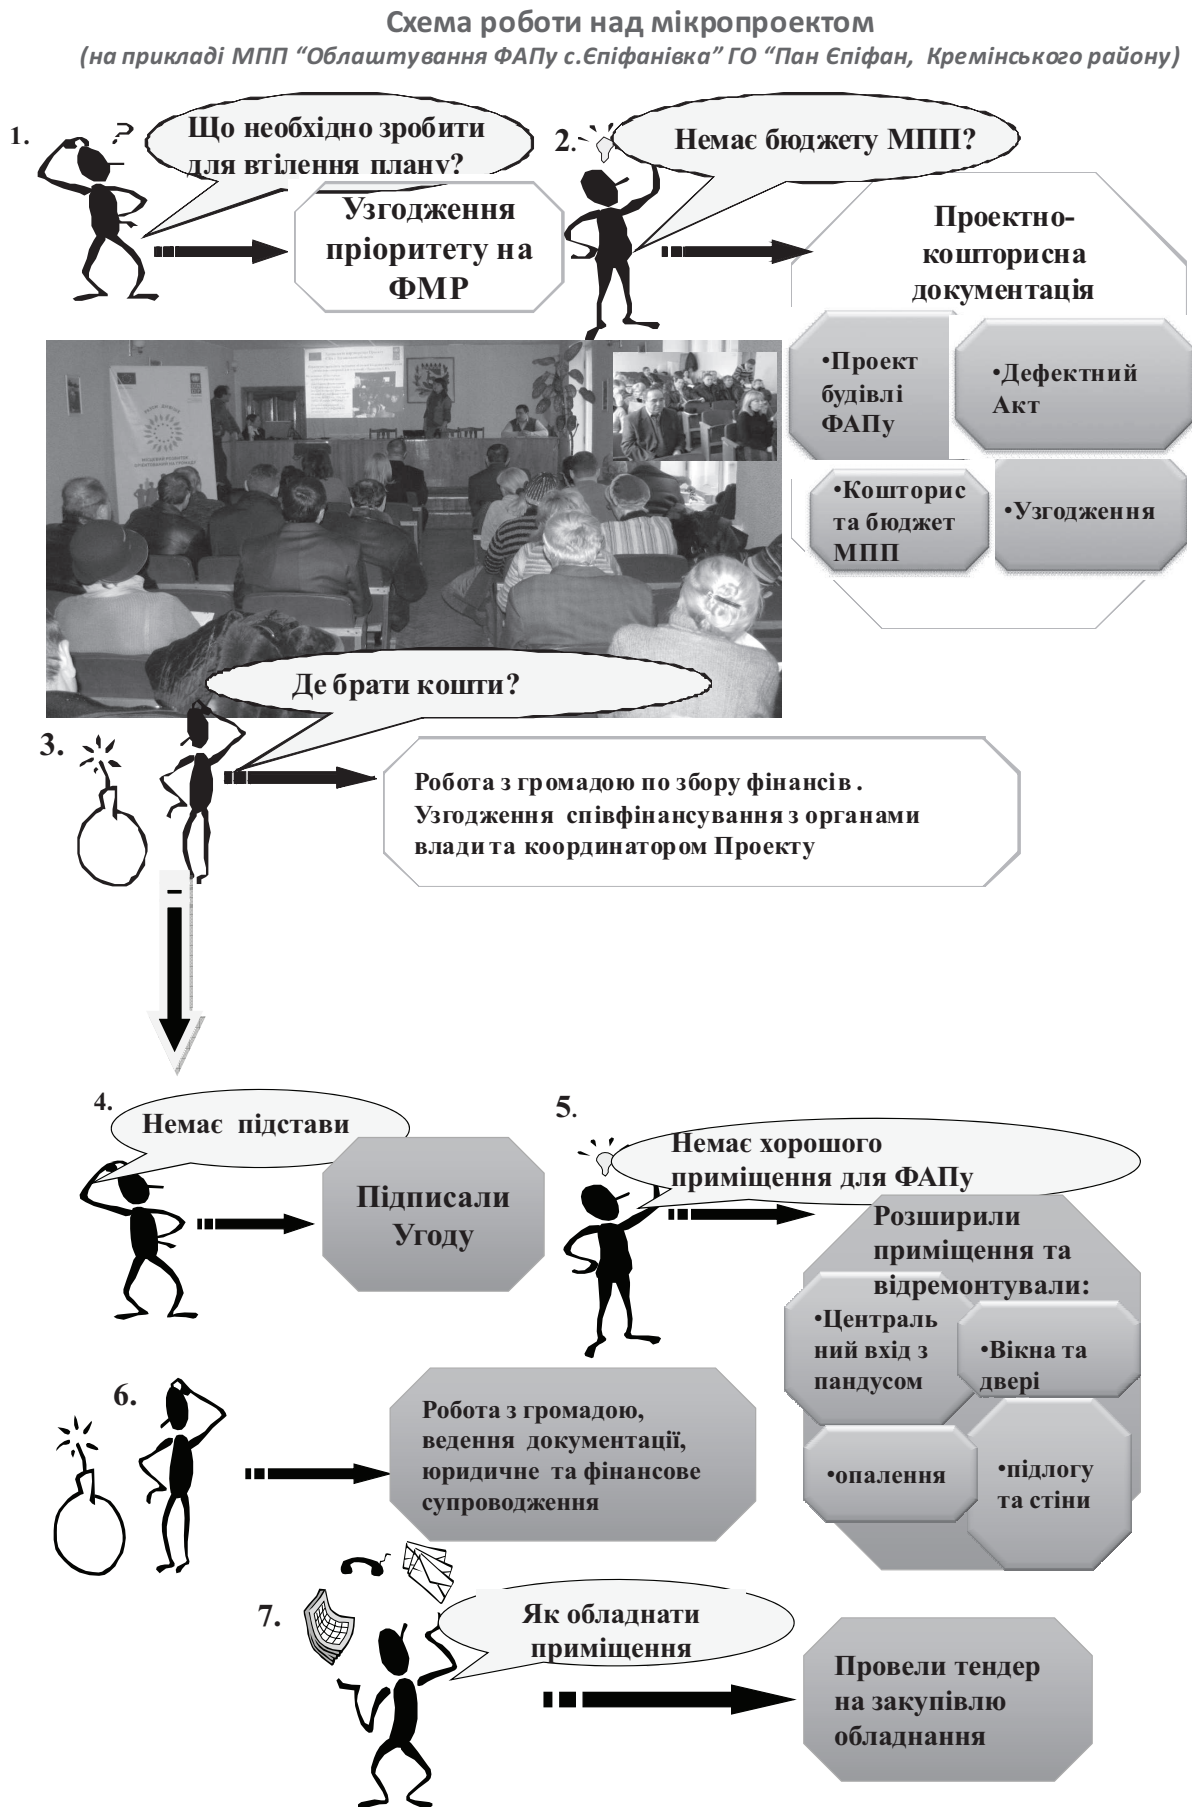 Схема роботи над мікропроектом
(на прикладі МПП “Облаштування ФАПу с.Єпіфанівка” ГО “Пан Єпіфан, Кремінського району)
1.
?
Що необхідно зробити
для втілення плану?
Узгодження
пріоритету на
ФМР
2.
Немає бюджету МПП?
Проектно-
кошторисна
документація
•Проект
будівлі
ФАПу
•Дефектний
Акт
•Кошторис
та бюджет
МПП
•Узгодження
Де брати кошти?
3.
Робота з громадою по збору фінансів .
Узгодження співфінансування з органами
влади та координатором Проекту
4.
Немає підстави
Підписали
Угоду
5.
Немає хорошого
приміщення для ФАПу
Розширили
приміщення та
відремонтували:
•Централь
ний вхід з
пандусом
•Вікна та
двері
•опалення
•підлогу
та стіни
6.
Робота з громадою,
ведення документації,
юридичне та фінансове
супроводження
7.
Як обладнати
приміщення
Провели тендер
на закупівлю
обладнання